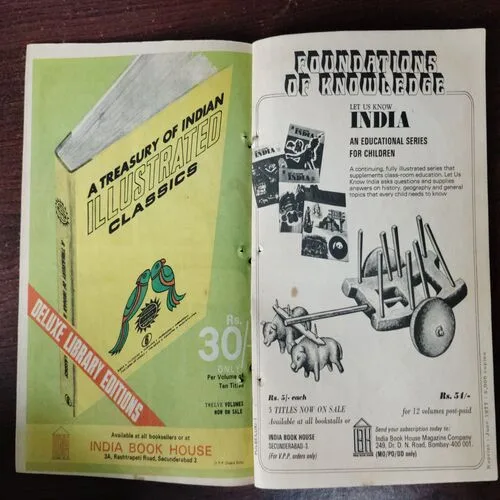 A TREASURY OF INDIAN
ILLUSTRATED
CLASSICS
DELUXE LIBRARY EDITIONS
Rs.
30/-
ONLY
Per Volume of
Ten Titles
TWELVE VOLUMES
NOW ON SALE
Available at all booksellers or at
INDIA BOOK HOUSE
3A, Rashtrapati Road, Secunderabad 3
FOUNDATIONS
OF KNOWLEDGE
LET US KNOW
INDIA
AN EDUCATIONAL SERIES
FOR CHILDREN
A continuing, fully illustrated series that
supplements class-room education. Let Us
Know India asks questions and supplies
answers on history, geography and general
topics that every child needs to know
INDIA
INDIA
Rs. 5/- each
5 TITLES NOW ON SALE
Available at all bookstalls or
INDIA BOOK HOUSE
SECUNDERABAD-3
(For V.P.P. orders only)
Rs. 54/-
for 12 volumes post-paid
Send your subscription today to:
India Book House Magazine Company
249, Dr. D. N. Road, Bombay-400 001.
(MO/PO/DD only)